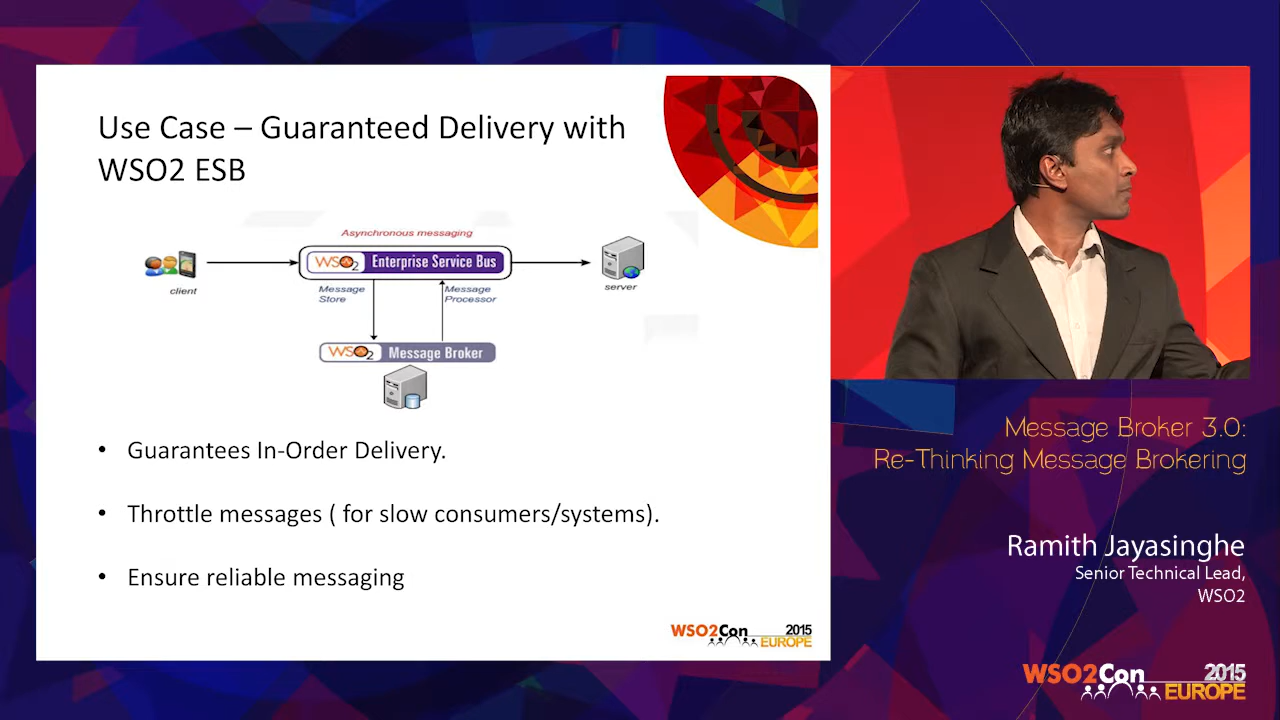 Use Case – Guaranteed Delivery with
WSO2 ESB
Asynchronous messaging
WSO2 Enterprise Service Bus
client
server
Message
Store
Message
Processor
WSO2 Message Broker
• Guarantees In-Order Delivery.
• Throttle messages ( for slow consumers/systems).
• Ensure reliable messaging
WSO2Con 2015
EUROPE
Message Broker 3.0:
Re-Thinking Message Brokering
Ramith Jayasinghe
Senior Technical Lead,
WSO2
WSO2Con 2015
EUROPE